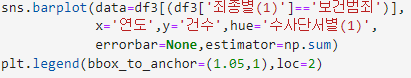 sns.barplot(data=df3[(df3['죄종별(1)']=='보건범죄')],
x='연도',y='건수',hue='수사단서별(1)',
errorbar=None,estimator=np.sum)
plt.legend(bbox_to_anchor=(1.05,1),loc=2)